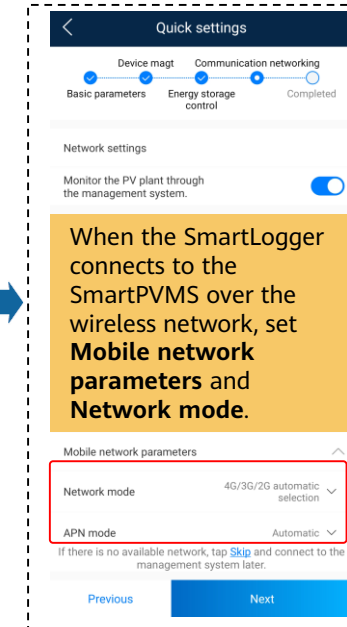 Quick settings
Device magt Communication networking
Basic parameters Energy storage Completed
control
Network settings
Monitor the PV plant through
the management system.
When the SmartLogger
connects to the
SmartPVMS over the
wireless network, set
Mobile network
parameters and
Network mode.
Mobile network parameters
Network mode 4G/3G/2G automatic
selection
APN mode Automatic
If there is no available network, tap Skip and connect to the
management system later.
Previous Next